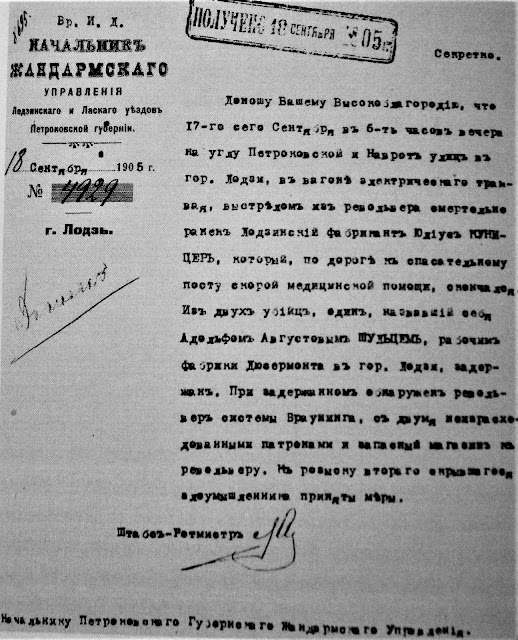 ПОЛУЧЕНО 18 СЕНТЯБРЯ 1905
Вр. И. д.
НАЧАЛЬНИКЪ
ЖАНДАРМСКАГО
УПРАВЛЕНІЯ
Лодзинскаго и Ласкаго уѣздовъ
Петроковской губерніи.
18 Сентября 1905 г.
№ 4929
г. Лодзь.
Секретно.
Доношу Вашему Высокоблагородію, что
17-го сего Сентября въ 6-ть часовъ вечера
на углу Петроковской и Навротъ улицъ въ
гор. Лодзи, въ вагонѣ электрическаго трам-
вая, выстрѣломъ изъ револьвера смертельно
раненъ Лодзинскій фабрикантъ Юліусъ КУНИ-
ЦЕРЪ, который, по дорогѣ къ спасательному
посту скорой медицинской помощи, скончался.
Изъ двухъ убійцъ, одинъ, назвавшій себя
Адольфомъ Августовымъ ШУЛЬЦЕМЪ, рабочимъ
фабрики Дюсермонта въ гор. Лодзи, задер-
жанъ. При задержанномъ обнаруженъ револь-
веръ системы Браунинга, съ двумя неизрасхо-
дованными патронами и запасный магазинъ къ
револьверу. Къ розыску втораго скрывшагося
злоумышленника приняты мѣры.
Штабсъ-Ротмистръ
Начальнику Петроковскаго Губернскаго Жандармскаго Управленія.